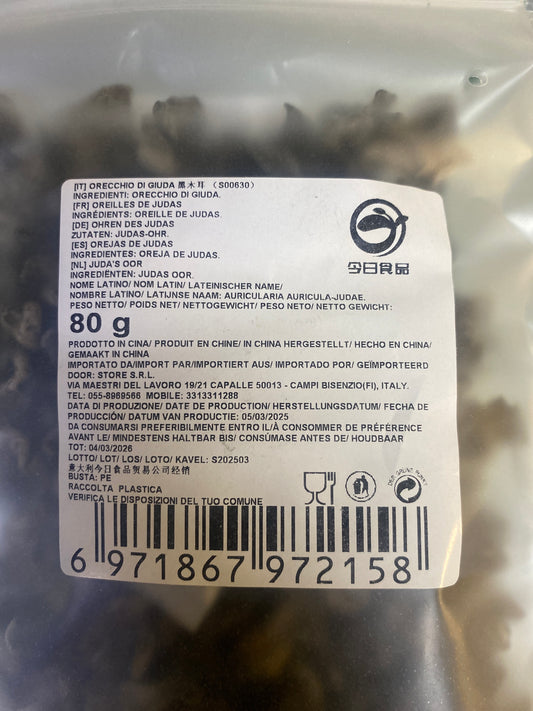 [IT] ORECCHIO DI GIUDA 黑木耳 （S00630）
INGREDIENTI: ORECCHIO DI GIUDA.
[FR] OREILLES DE JUDAS
INGRÉDIENTS: OREILLE DE JUDAS.
[DE] OHREN DES JUDAS
ZUTATEN: JUDAS-OHR.
[ES] OREJAS DE JUDAS
INGREDIENTES: OREJA DE JUDAS.
[NL] JUDA'S OOR
INGREDIËNTEN: JUDAS OOR.
今日食品
NOME LATINO/ NOM LATIN/ LATEINISCHER NAME/
NOMBRE LATINO/ LATIJNSE NAAM: AURICULARIA AURICULA-JUDAE.
PESO NETTO/ POIDS NET/ NETTOGEWICHT/ PESO NETO/ NETTO GEWICHT:
80 g
PRODOTTO IN CINA/ PRODUIT EN CHINE/ IN CHINA HERGESTELLT/ HECHO EN CHINA/
GEMAAKT IN CHINA
IMPORTATO DA/IMPORT PAR/IMPORTIERT AUS/ IMPORTADO POR/ GEÏMPORTEERD
DOOR: STORE S.R.L.
VIA MAESTRI DEL LAVORO 19/21 CAPALLE 50013 - CAMPI BISENZIO(FI), ITALY.
TEL: 055-8969566 MOBILE: 3313311288
DATA DI PRODUZIONE/ DATE DE PRODUCTION/ HERSTELLUNGSDATUM/ FECHA DE
PRODUCCIÓN/ DATUM VAN PRODUCTIE: 05/03/2025
DA CONSUMARSI PREFERIBILMENTE ENTRO IL/À CONSOMMER DE PRÉFÉRENCE
AVANT LE/ MINDESTENS HALTBAR BIS/ CONSÚMASE ANTES DE/ HOUDBAAR
TOT: 04/03/2026
LOTTO/ LOT/ LOS/ LOTO/ KAVEL: S202503
意大利今日食品贸易公司经销
BUSTA: PE
RACCOLTA PLASTICA
VERIFICA LE DISPOSIZIONI DEL TUO COMUNE
DER GRÜNE PUNKT
6 971867 972158